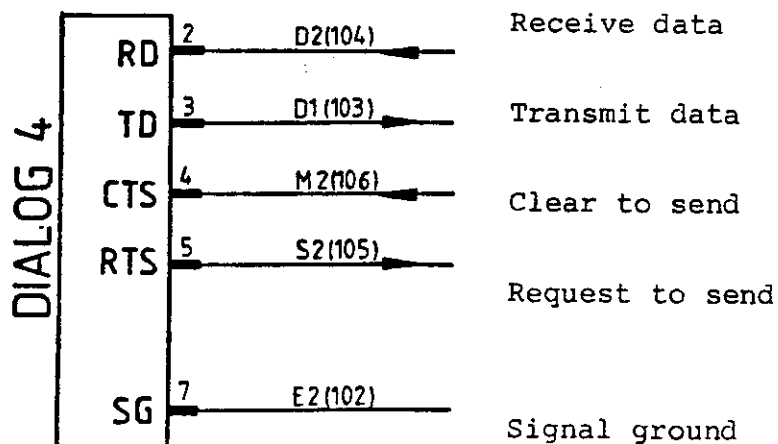 DIALOG 4
RD 2 D2(104) Receive data
TD 3 D1(103) Transmit data
CTS 4 M2(106) Clear to send
RTS 5 S2(105) Request to send
SG 7 E2(102) Signal ground